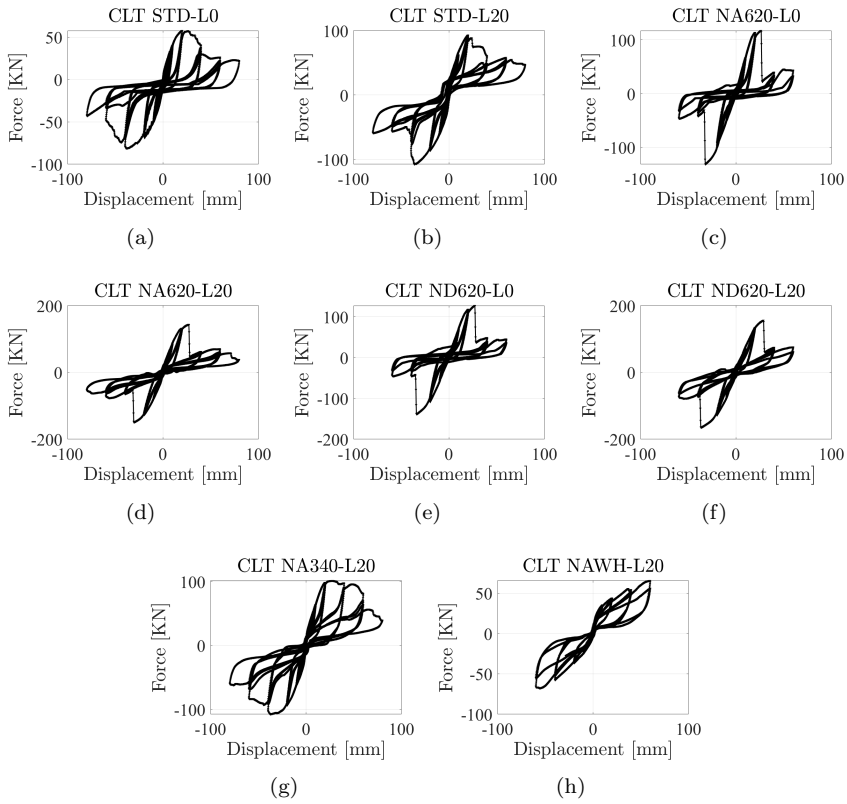 CLT STD-L0
CLT STD-L20
CLT NA620-L0
50
0
-50
-100
Force [KN]
-100
0
100
Displacement [mm]
100
0
-100
Force [KN]
-100
0
100
Displacement [mm]
100
0
-100
Force [KN]
-100
0
100
Displacement [mm]
(a)
(b)
(c)
CLT NA620-L20
CLT ND620-L0
CLT ND620-L20
200
0
-200
Force [KN]
-100
0
100
Displacement [mm]
100
0
-100
-200
Force [KN]
-100
0
100
Displacement [mm]
200
0
-200
Force [KN]
-100
0
100
Displacement [mm]
(d)
(e)
(f)
CLT NA340-L20
CLT NAWH-L20
100
0
-100
Force [KN]
-100
0
100
Displacement [mm]
50
0
-50
-100
Force [KN]
-100
0
100
Displacement [mm]
(g)
(h)